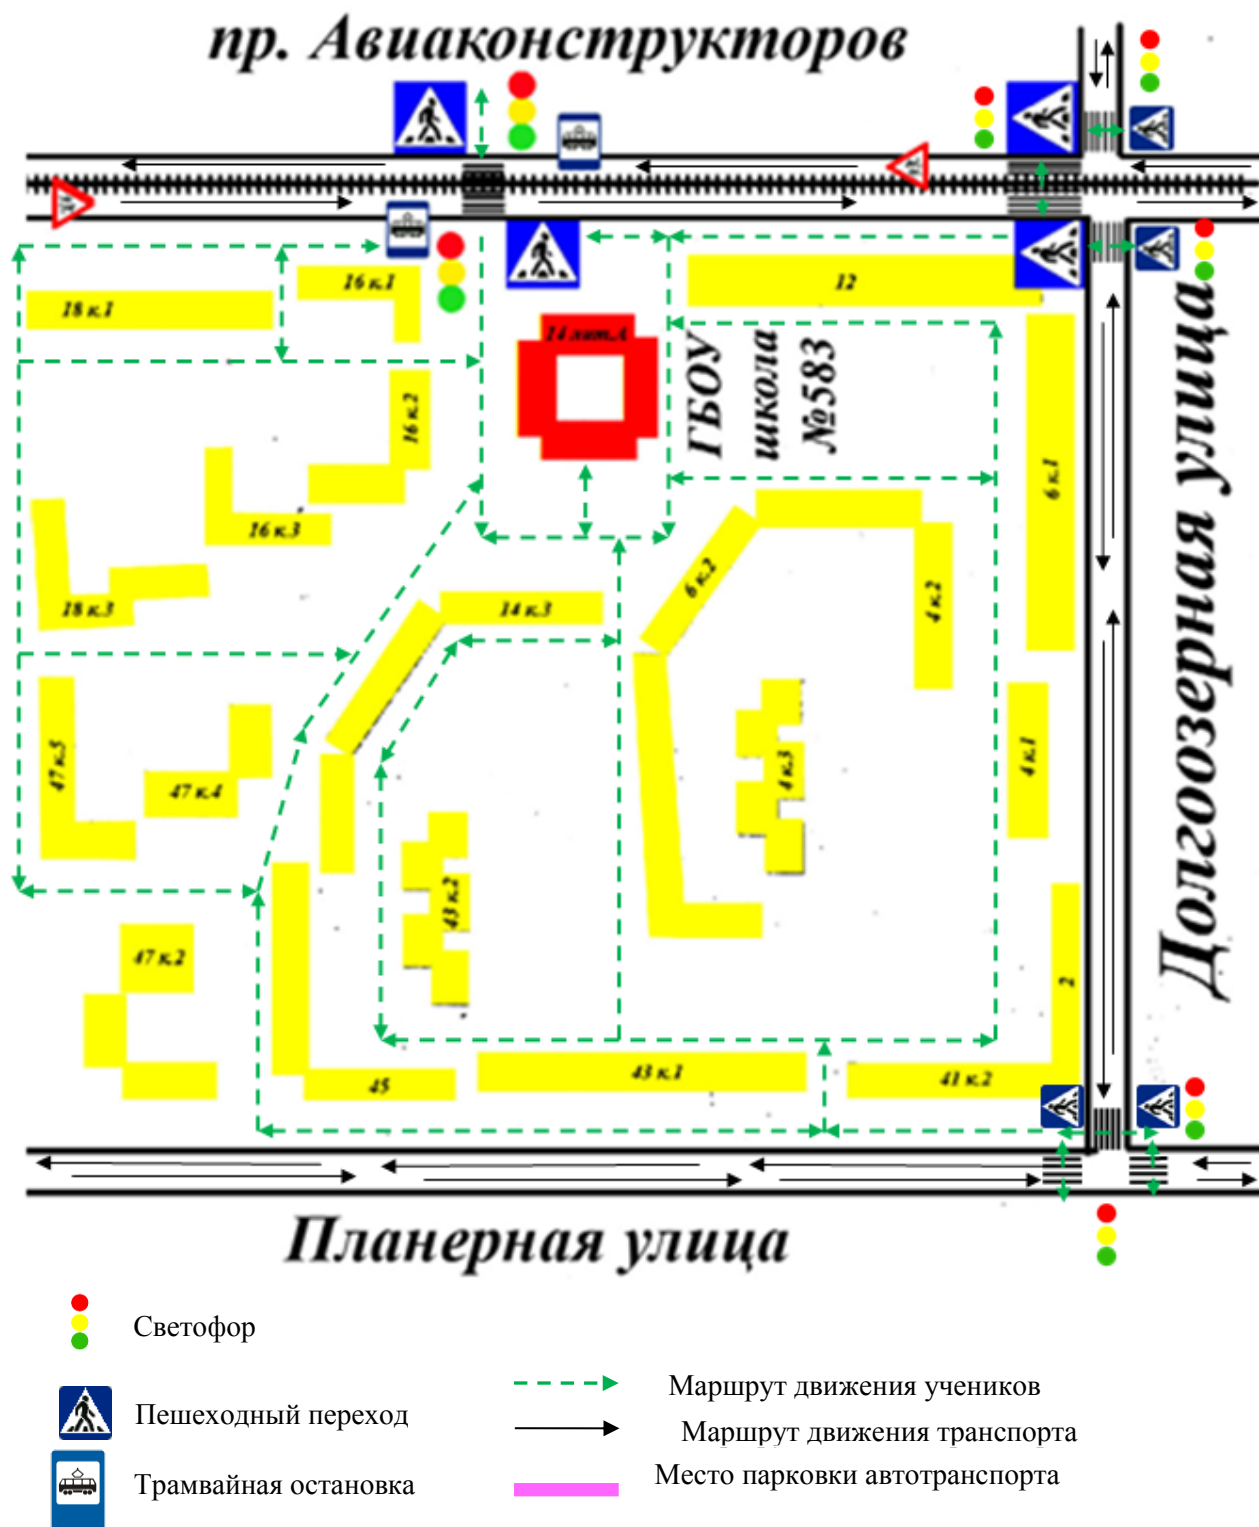 пр. Авиаконструкторов
16 к.1
12
18 к.1
14 лит.А
ГБОУ
школа
№583
16 к.2
6 к.1
Долгоозерная улица
16 к.3
6 к.2
4 к.2
18 к.3
14 к.3
47 к.5
47 к.4
4 к.3
4 к.1
43 к.2
47 к.2
2
45
43 к.1
41 к.2
Планерная улица
Светофор
Маршрут движения учеников
Пешеходный переход
Маршрут движения транспорта
Место парковки автотранспорта
Трамвайная остановка